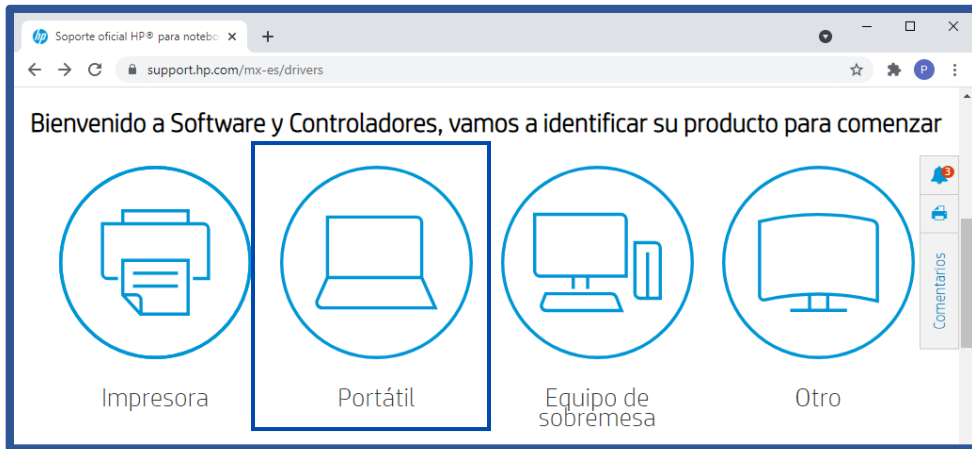 hp
Soporte oficial HP® para notebo
support.hp.com/mx-es/drivers
P
Bienvenido a Software y Controladores, vamos a identificar su producto para comenzar
3
Comentarios
Impresora
Portátil
Equipo de
sobremesa
Otro